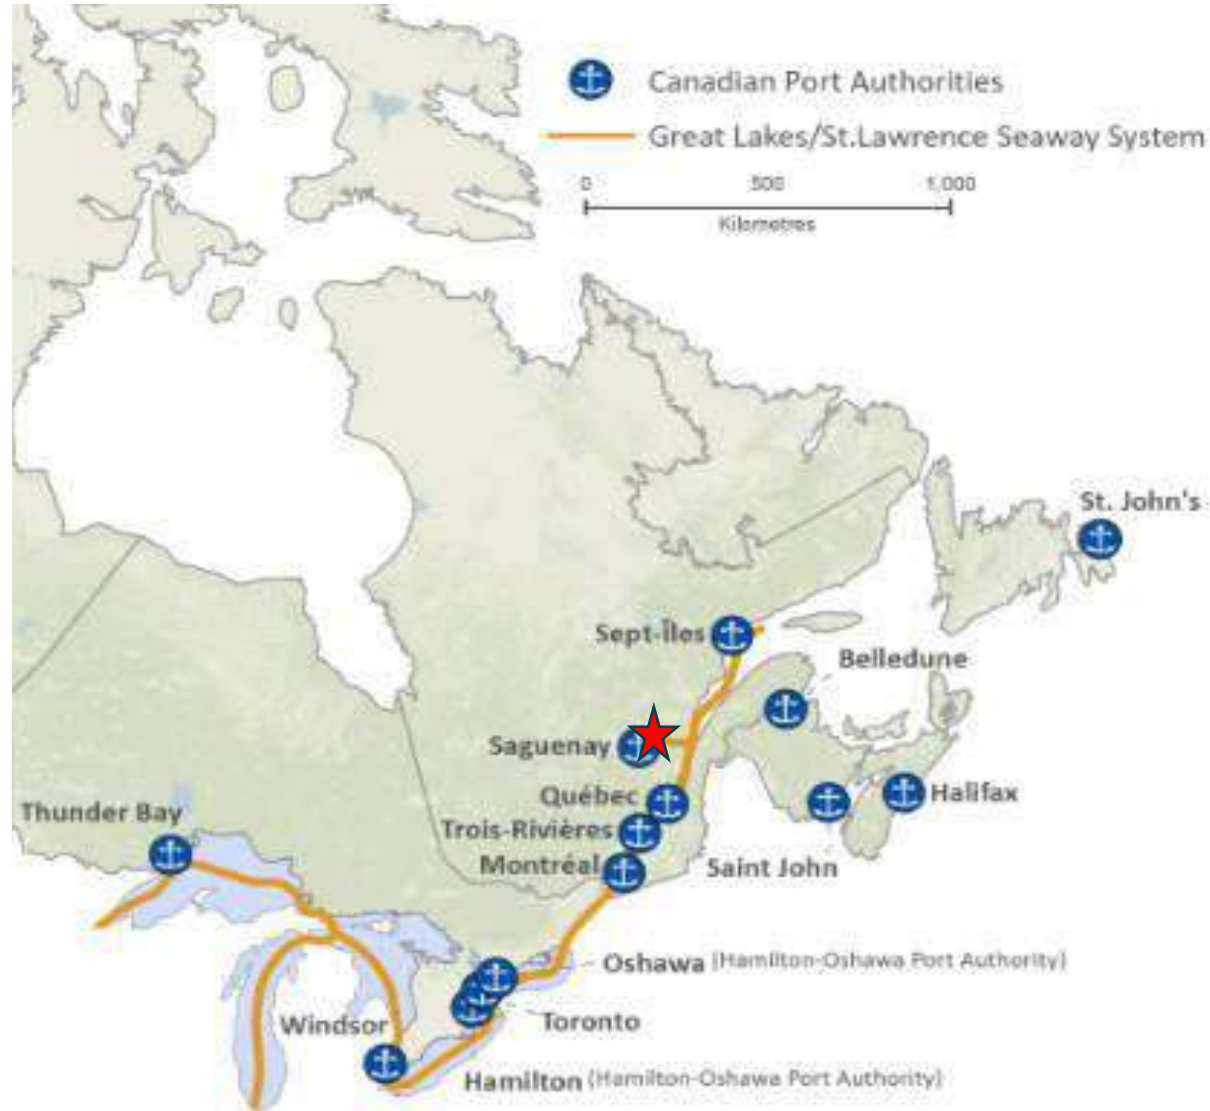 Canadian Port Authorities
Great Lakes/St.Lawrence Seaway System
0 500 1,000
Kilometres
St. John's
Sept-Îles
Belledune
Saguenay
Québec
Halifax
Thunder Bay
Trois-Rivières
Montréal
Saint John
Oshawa (Hamilton-Oshawa Port Authority)
Toronto
Windsor
Hamilton (Hamilton-Oshawa Port Authority)